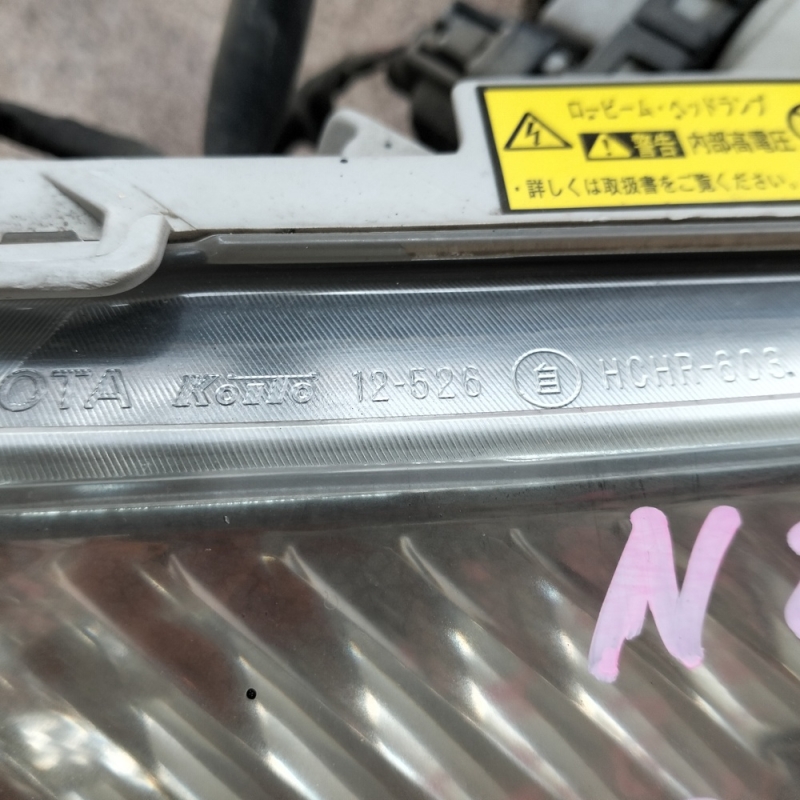 ロービーム・ヘッドランプ
警告 内部高電圧
・詳しくは取扱書をご覧ください。
OTA KOITO 12-526 自 HCHR-603.
N